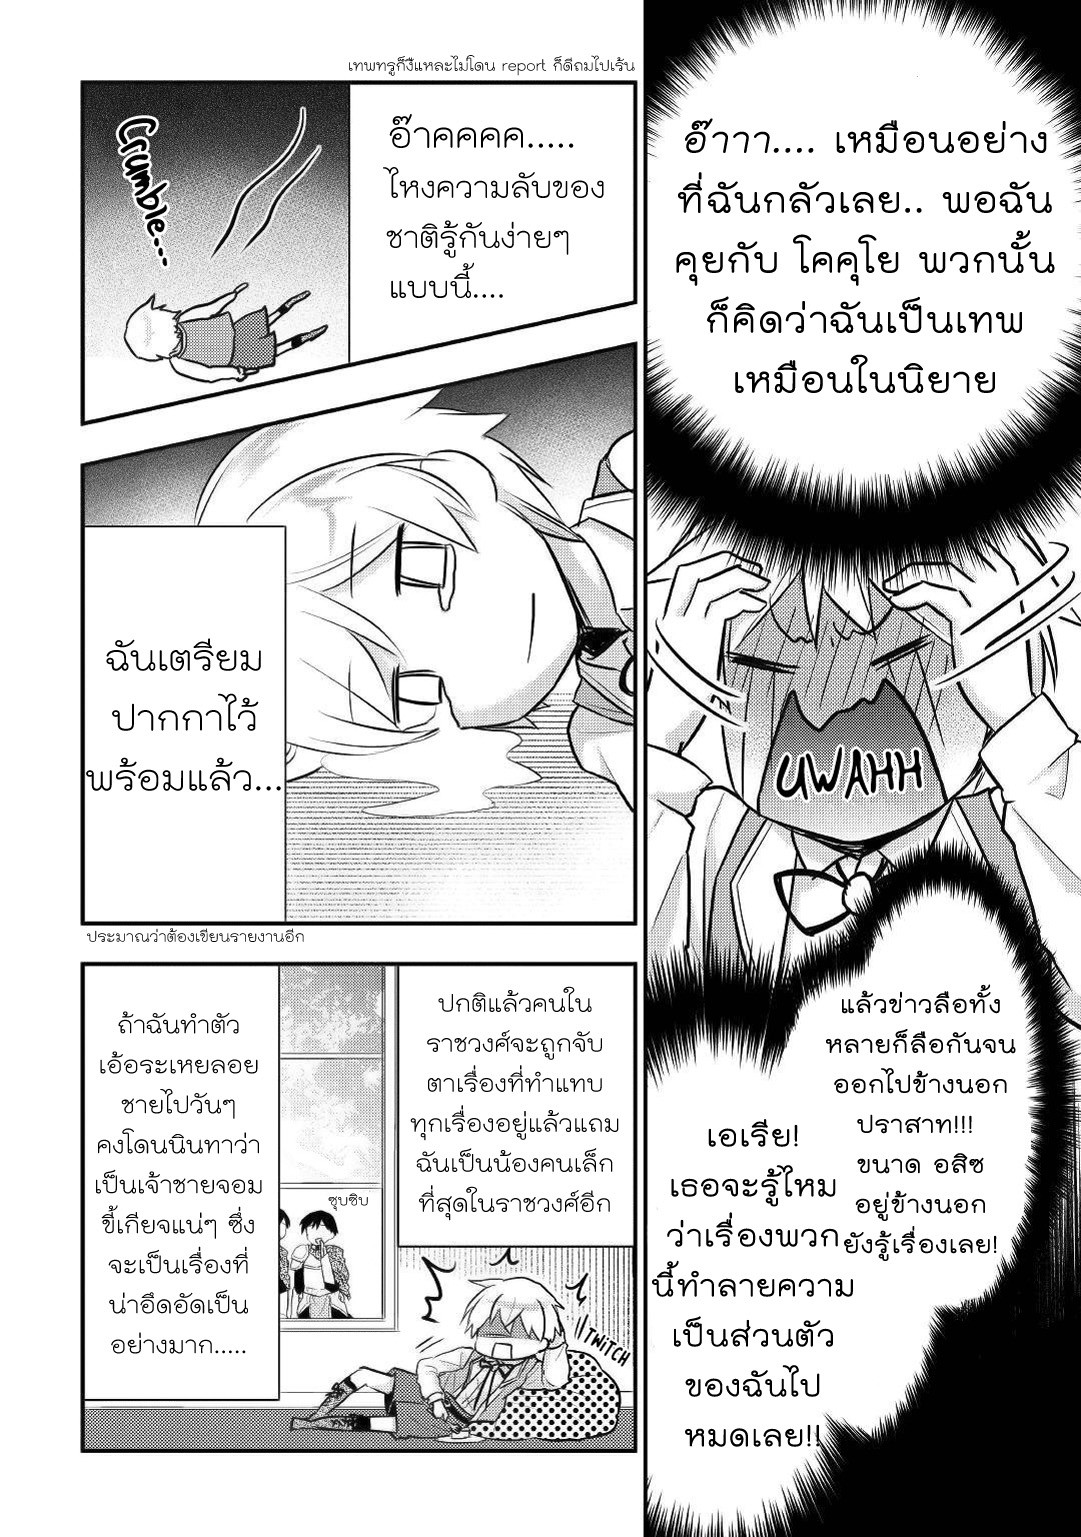 อ๊าาา.... เหมือนอย่าง
ที่ฉันกลัวเลย.. พอฉัน
คุยกับ โคคุโย พวกนั้น
ก็คิดว่าฉันเป็นเทพ
เหมือนในนิยาย
UWAHH
แล้วข่าวลือทั้ง
หลายก็ลือกันจน
ออกไปข้างนอก
ปราสาท!!!
ขนาด อสิซ
อยู่ข้างนอก
ยังรู้เรื่องเลย!
เอเรีย!
เธอจะรู้ไหม
ว่าเรื่องพวก
นี้ทำลายความ
เป็นส่วนตัว
ของฉันไป
หมดเลย!!
เทพทรูก็งี้แหละไม่โดน report ก็ดีถมไปเร้น
อ๊าคคคค.....
ไหงความลับของ
ชาติรู้กันง่ายๆ
แบบนี้....
Crumble...
ฉันเตรียม
ปากกาไว้
พร้อมแล้ว...
ประมาณว่าต้องเขียนรายงานอีก
ปกติแล้วคนใน
ราชวงศ์จะถูกจับ
ตาเรื่องที่ทำแทบ
ทุกเรื่องอยู่แล้วแถม
ฉันเป็นน้องคนเล็ก
ที่สุดในราชวงศ์อีก
ซุบซิบ
TWITCH
ถ้าฉันทำตัว
เอ้อระเหยลอย
ชายไปวันๆ
คงโดนนินทาว่า
เป็นเจ้าชายจอม
ขี้เกียจแน่ๆ ซึ่ง
จะเป็นเรื่องที่
น่าอึดอัดเป็น
อย่างมาก.....